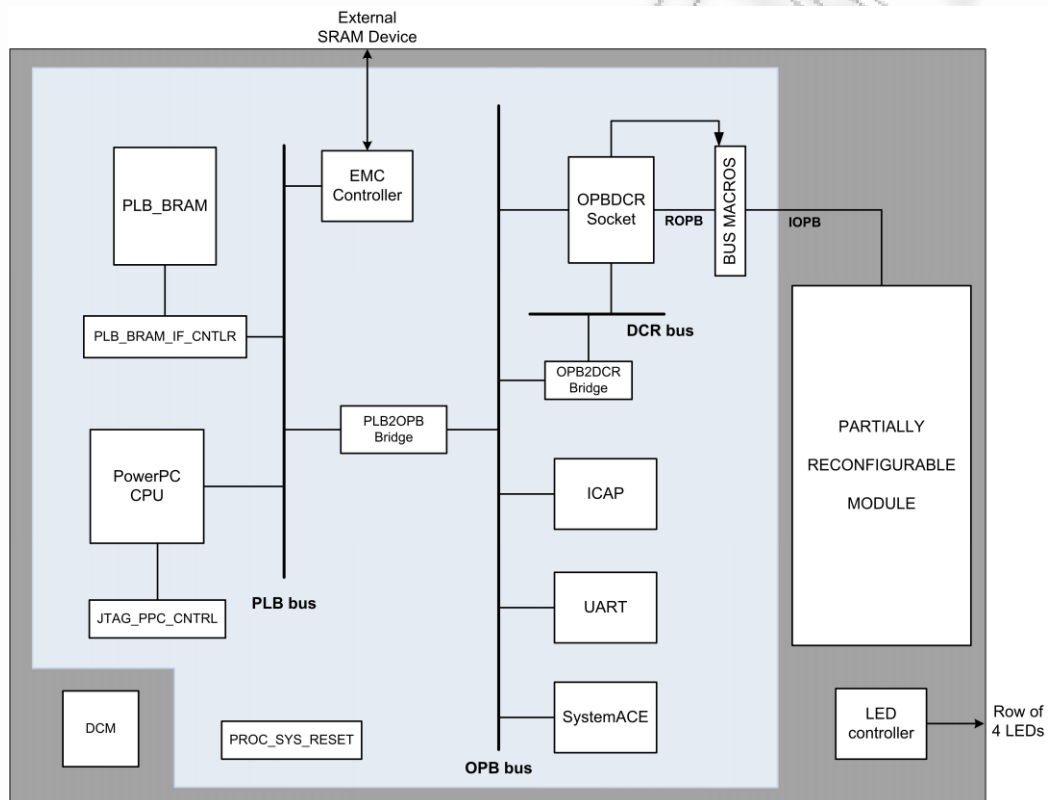 External
SRAM Device
PLB_BRAM
EMC
Controller
OPBDCR
Socket
ROPB
BUS MACROS
IOPB
PLB_BRAM_IF_CNTLR
DCR bus
OPB2DCR
Bridge
PLB2OPB
Bridge
PowerPC
CPU
ICAP
PARTIALLY
RECONFIGURABLE
MODULE
PLB bus
JTAG_PPC_CNTRL
UART
DCM
PROC_SYS_RESET
SystemACE
OPB bus
LED
controller
Row of
4 LEDs